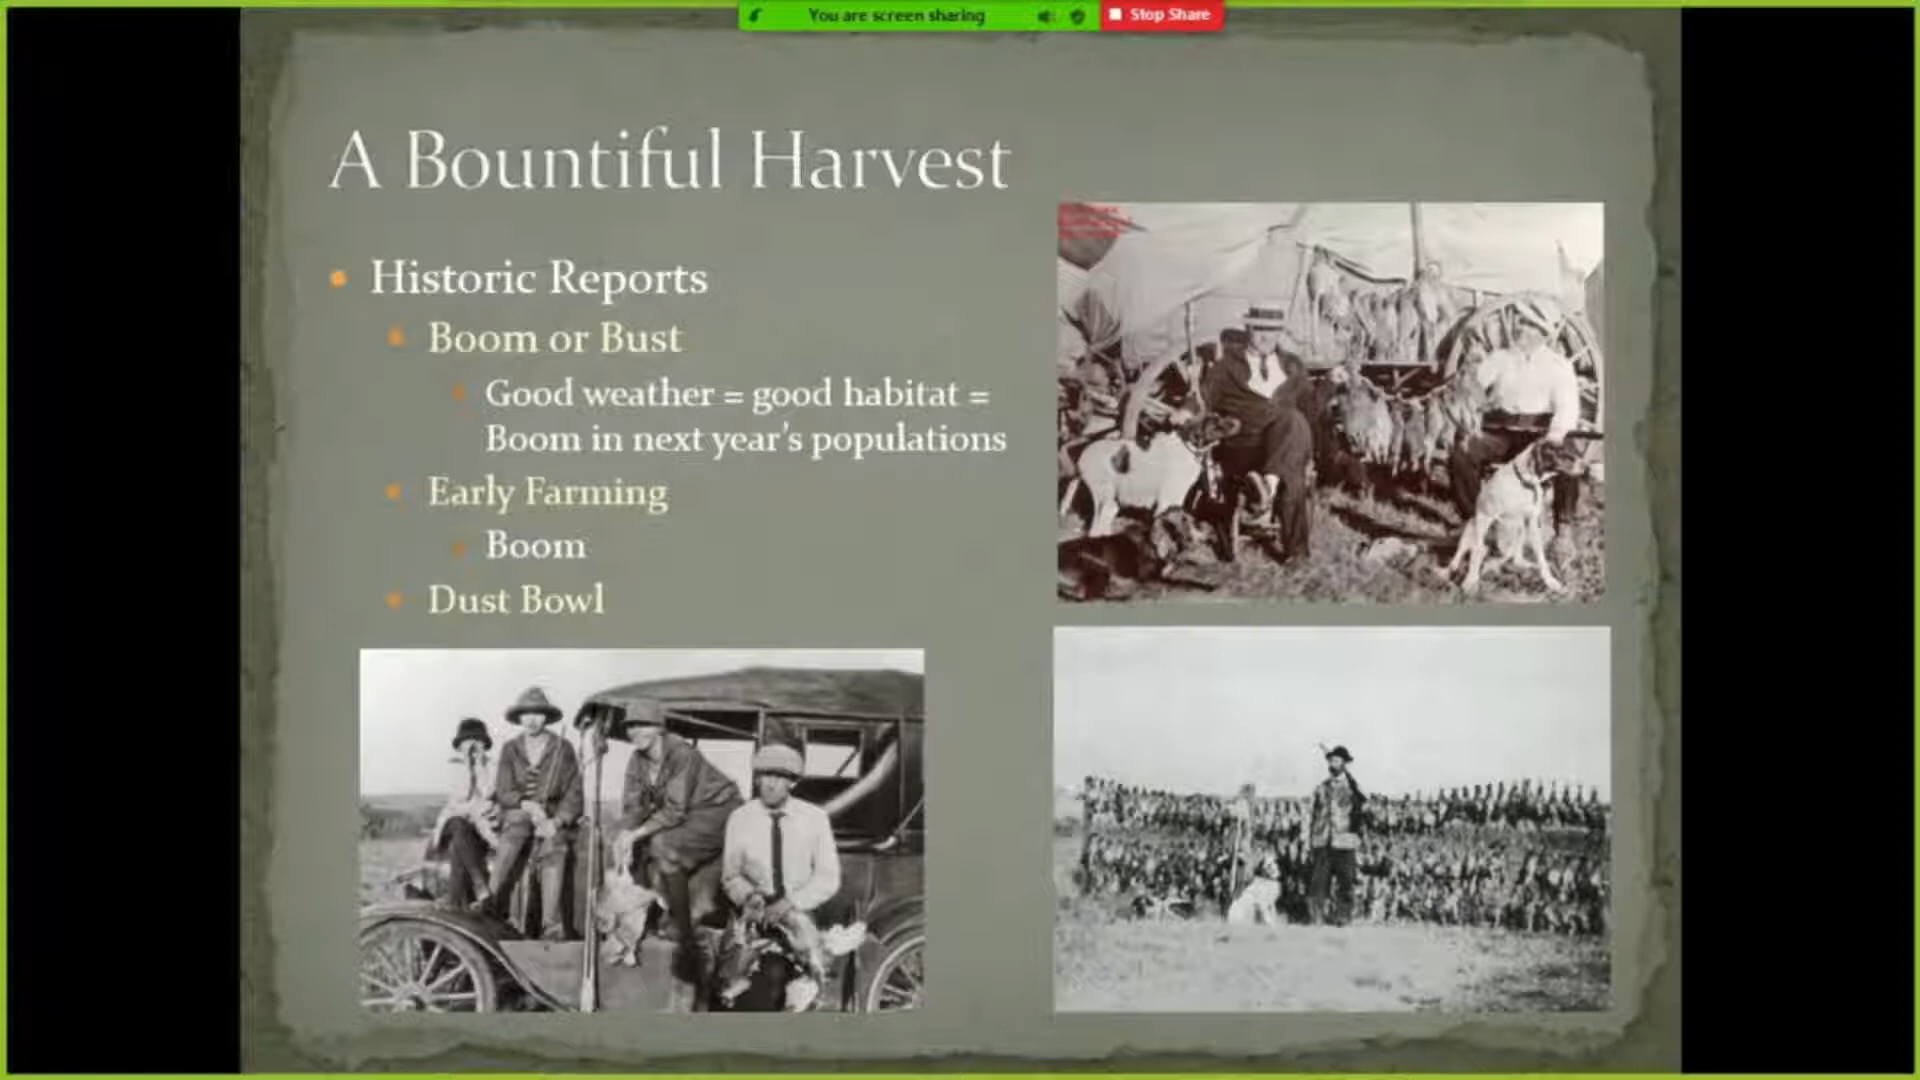 You are screen sharing
Stop Share
A Bountiful Harvest
Historic Reports
Boom or Bust
Good weather = good habitat =
Boom in next year's populations
Early Farming
Boom
Dust Bowl